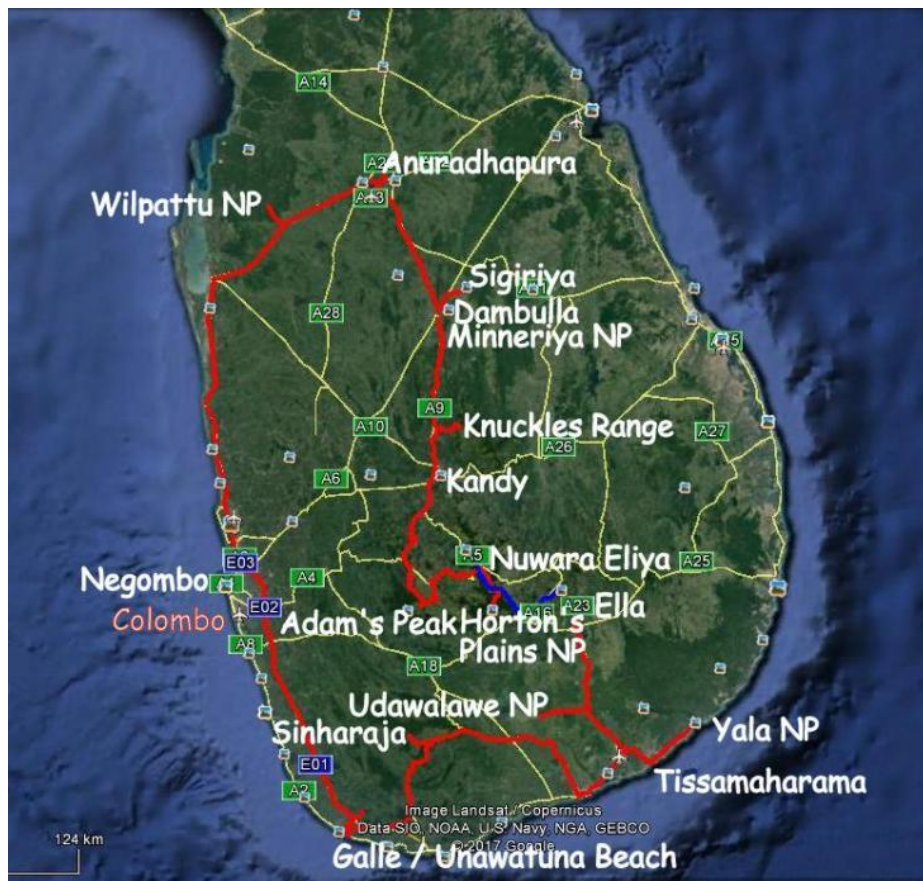 A14
Anuradhapura
Wilpattu NP
Sigiriya
Dambulla
Minneriya NP
A28
A9
A10
Knuckles Range
A27
A26
A6
Kandy
A5
Nuwara Eliya
A25
E03
Negombo
A4
E02
Colombo
A16
A23
Ella
Adam's Peak
Horton's
Plains NP
A8
A18
Udawalawe NP
Sinharaja
Yala NP
E01
Tissamaharama
A2
Image Landsat / Copernicus
Data SIO, NOAA, U.S. Navy, NGA, GEBCO
© 2017 Google
124 km
Galle / Unawatuna Beach